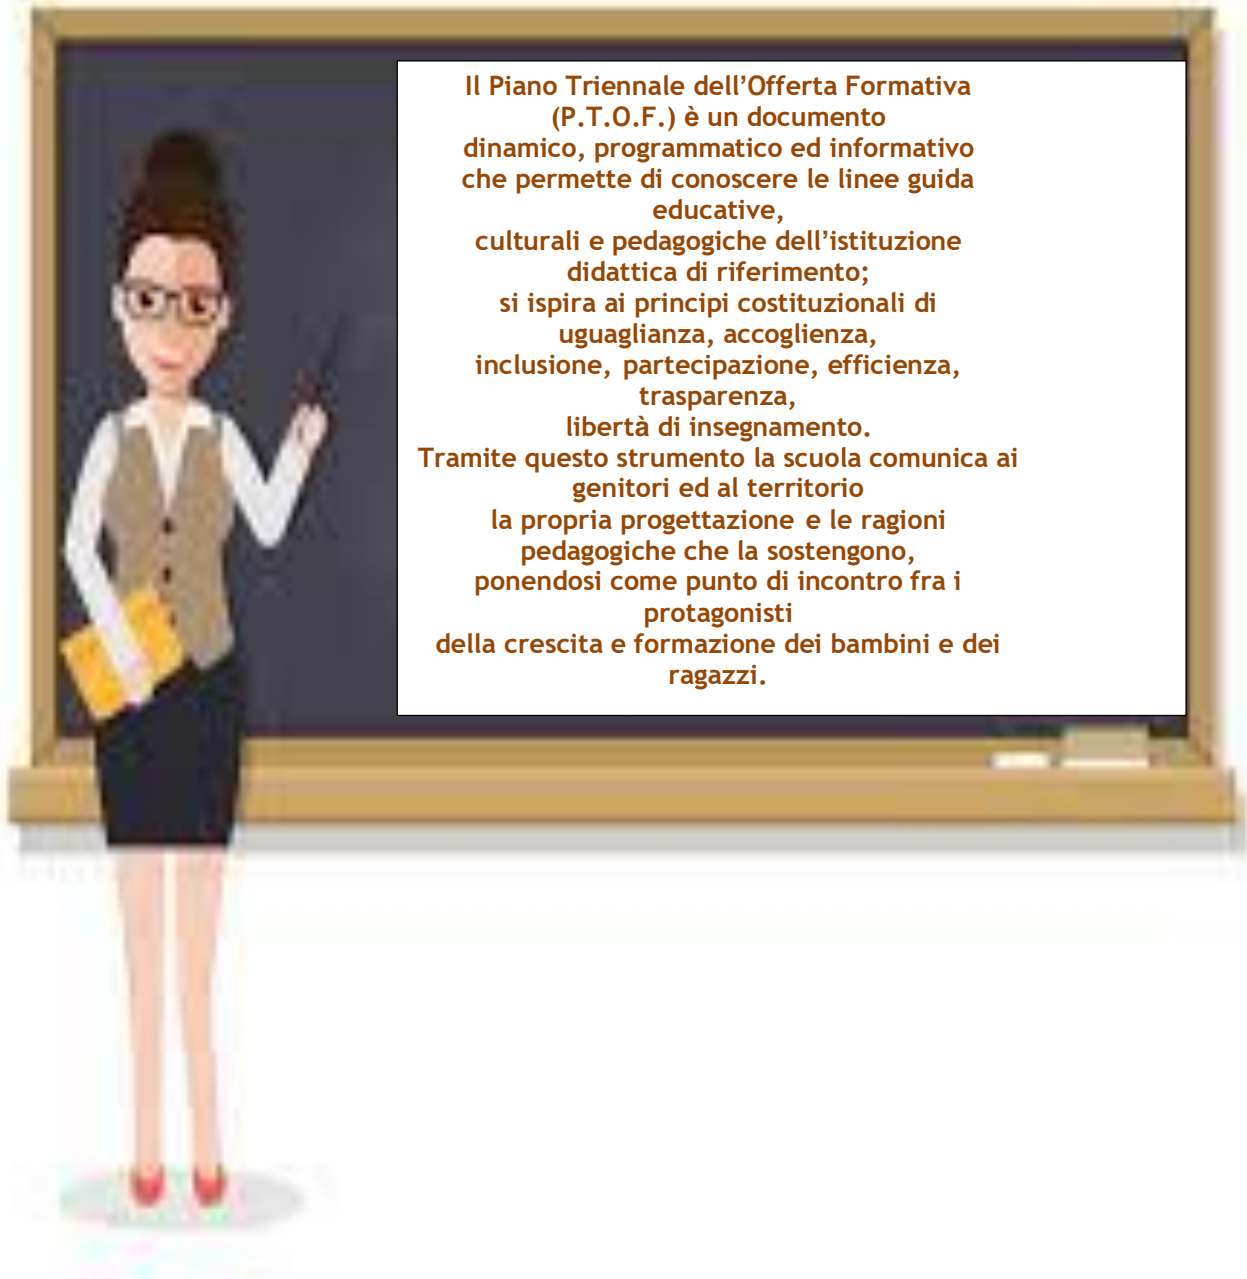 Il Piano Triennale dell’Offerta Formativa
(P.T.O.F.) è un documento
dinamico, programmatico ed informativo
che permette di conoscere le linee guida
educative,
culturali e pedagogiche dell’istituzione
didattica di riferimento;
si ispira ai principi costituzionali di
uguaglianza, accoglienza,
inclusione, partecipazione, efficienza,
trasparenza,
libertà di insegnamento.
Tramite questo strumento la scuola comunica ai
genitori ed al territorio
la propria progettazione e le ragioni
pedagogiche che la sostengono,
ponendosi come punto di incontro fra i
protagonisti
della crescita e formazione dei bambini e dei
ragazzi.